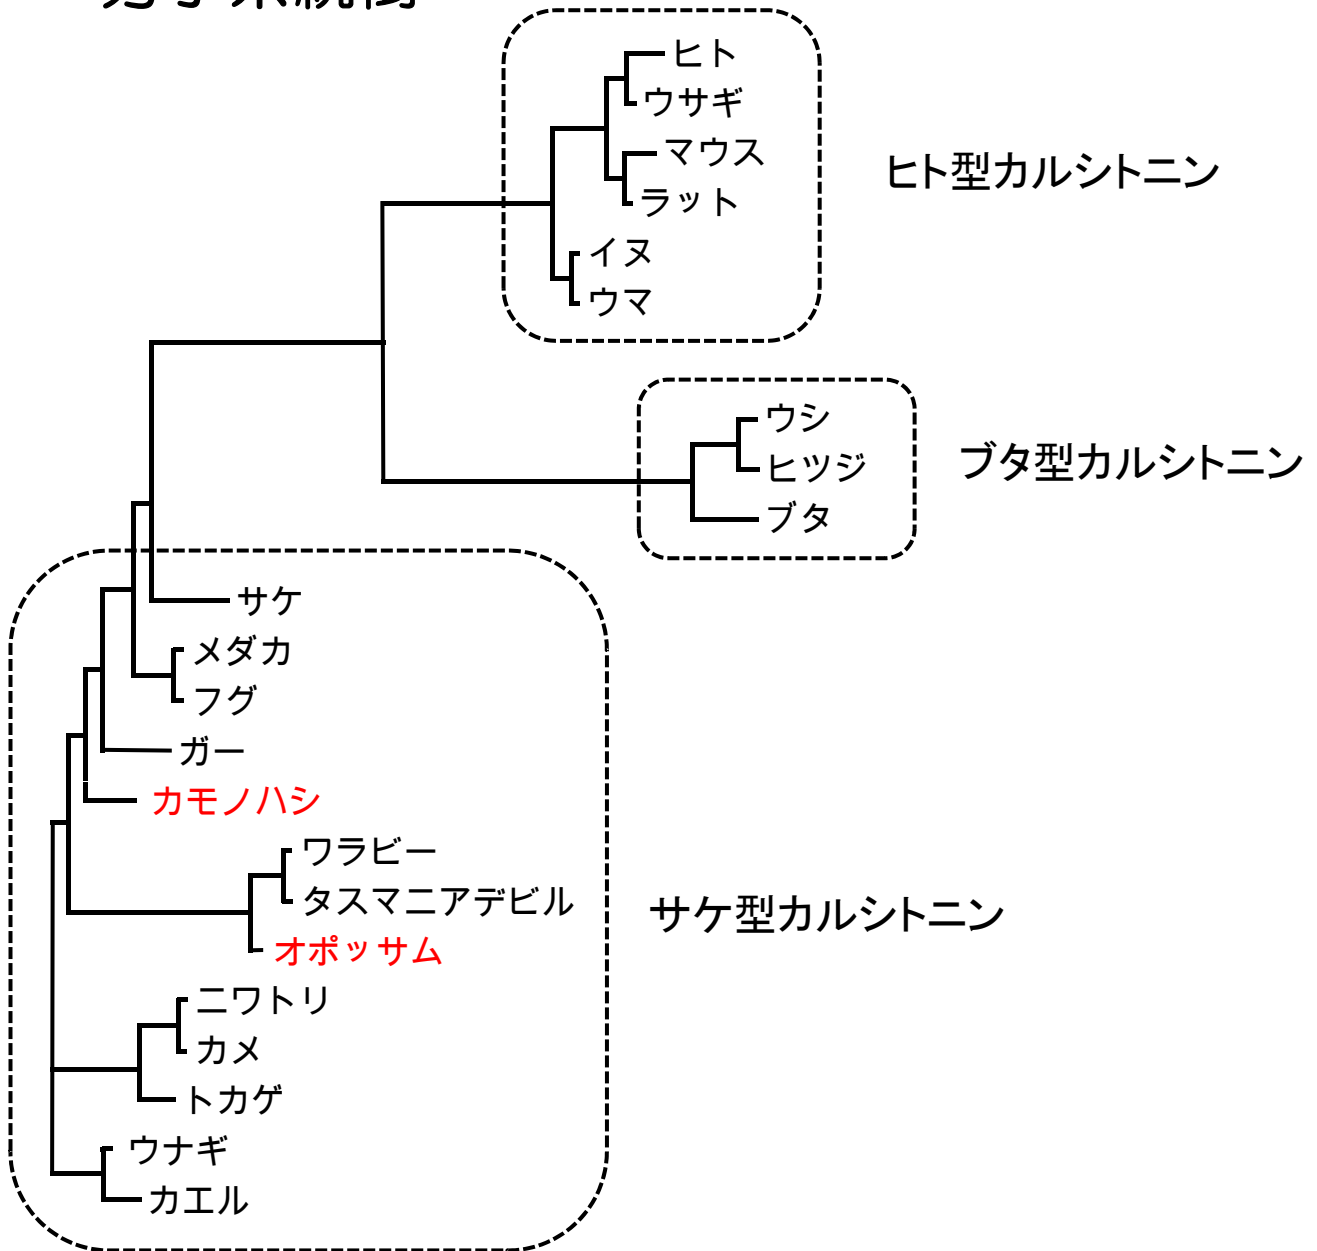 ヒト
ウサギ
マウス
ラット
イヌ
ウマ
ヒト型カルシトニン
ウシ
ヒツジ
ブタ
ブタ型カルシトニン
サケ
メダカ
フグ
ガー
カモノハシ
ワラビー
タスマニアデビル
オポッサム
サケ型カルシトニン
ニワトリ
カメ
トカゲ
ウナギ
カエル